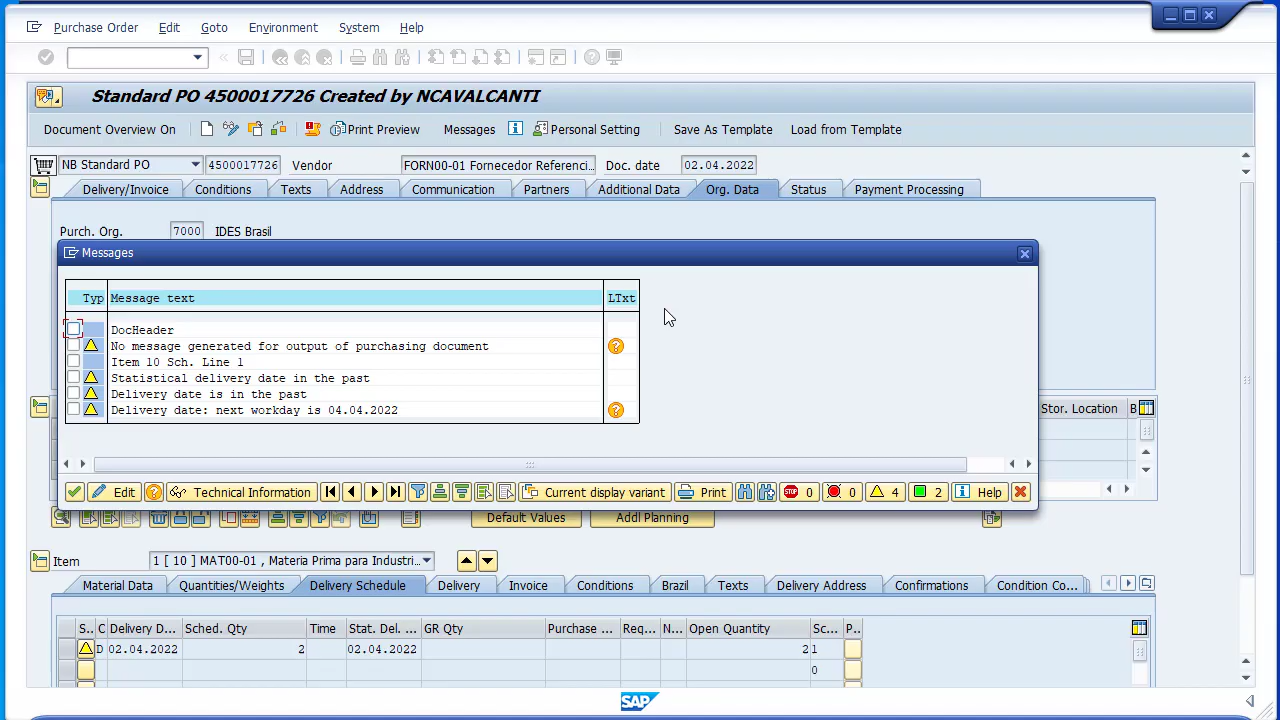 Purchase Order Edit Goto Environment System Help
Standard PO 4500017726 Created by NCAVALCANTI
Document Overview On Print Preview Messages Personal Setting Save As Template Load from Template
NB Standard PO 4500017726 Vendor FORN00-01 Fornecedor Referenci... Doc. date 02.04.2022
Delivery/Invoice Conditions Texts Address Communication Partners Additional Data Org. Data Status Payment Processing
Purch. Org. 7000 IDES Brasil
Messages
Typ Message text LTxt
DocHeader
No message generated for output of purchasing document
Item 10 Sch. Line 1
Statistical delivery date in the past
Delivery date is in the past
Delivery date: next workday is 04.04.2022
Stor. Location B
Edit Technical Information Current display variant Print STOP 0 0 4 2 Help
Default Values Addl Planning
Item 1 [ 10 ] MAT00-01 , Materia Prima para Industri...
Material Data Quantities/Weights Delivery Schedule Delivery Invoice Conditions Brazil Texts Delivery Address Confirmations Condition Co...
S.. C Delivery D... Sched. Qty Time Stat. Del. ... GR Qty Purchase ... Req... N... Open Quantity Sc... P..
D 02.04.2022 2 02.04.2022 2 1
0
SAP